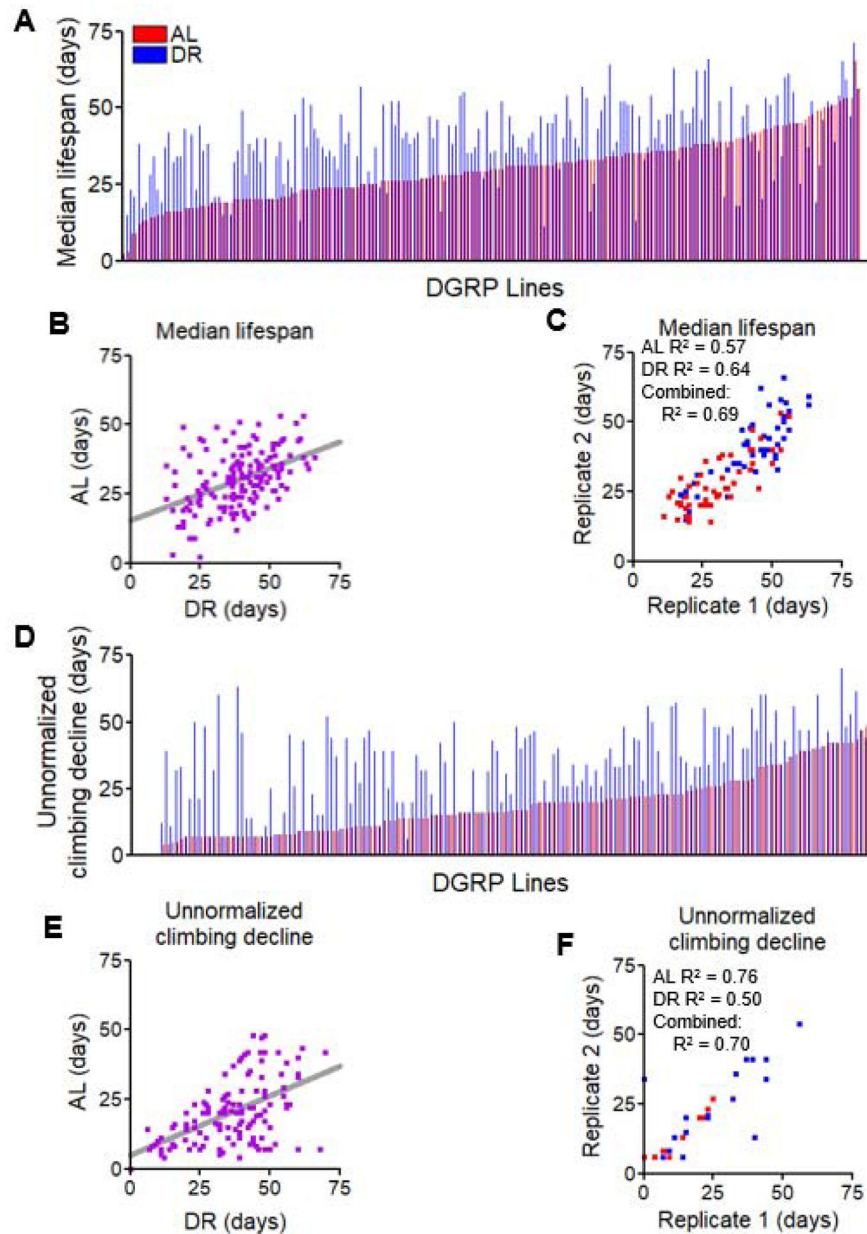 A
AL
DR
Median lifespan (days)
75
50
25
0
DGRP Lines
B
Median lifespan
AL (days)
75
50
25
0
0 25 50 75
DR (days)
C
Median lifespan
AL R² = 0.57
DR R² = 0.64
Combined:
R² = 0.69
Replicate 2 (days)
75
50
25
0
0 25 50 75
Replicate 1 (days)
D
Unnormalized
climbing decline (days)
75
50
25
0
DGRP Lines
E
Unnormalized
climbing decline
AL (days)
75
50
25
0
0 25 50 75
DR (days)
F
Unnormalized
climbing decline
AL R² = 0.76
DR R² = 0.50
Combined:
R² = 0.70
Replicate 2 (days)
75
50
25
0
0 25 50 75
Replicate 1 (days)